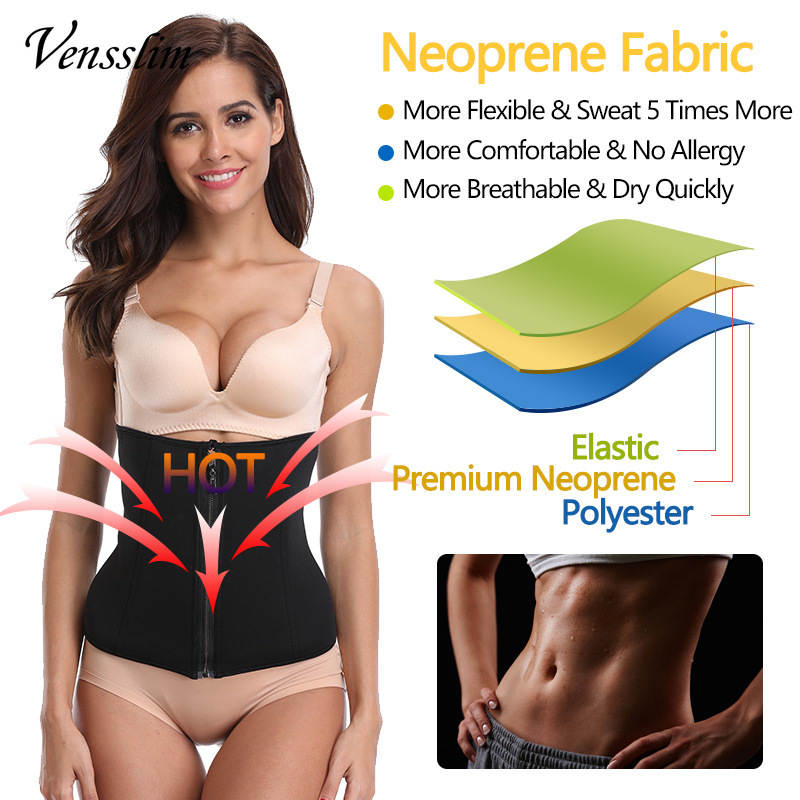 Vensslim
Neoprene Fabric
More Flexible & Sweat 5 Times More
More Comfortable & No Allergy
More Breathable & Dry Quickly
HOT
Elastic
Premium Neoprene
Polyester